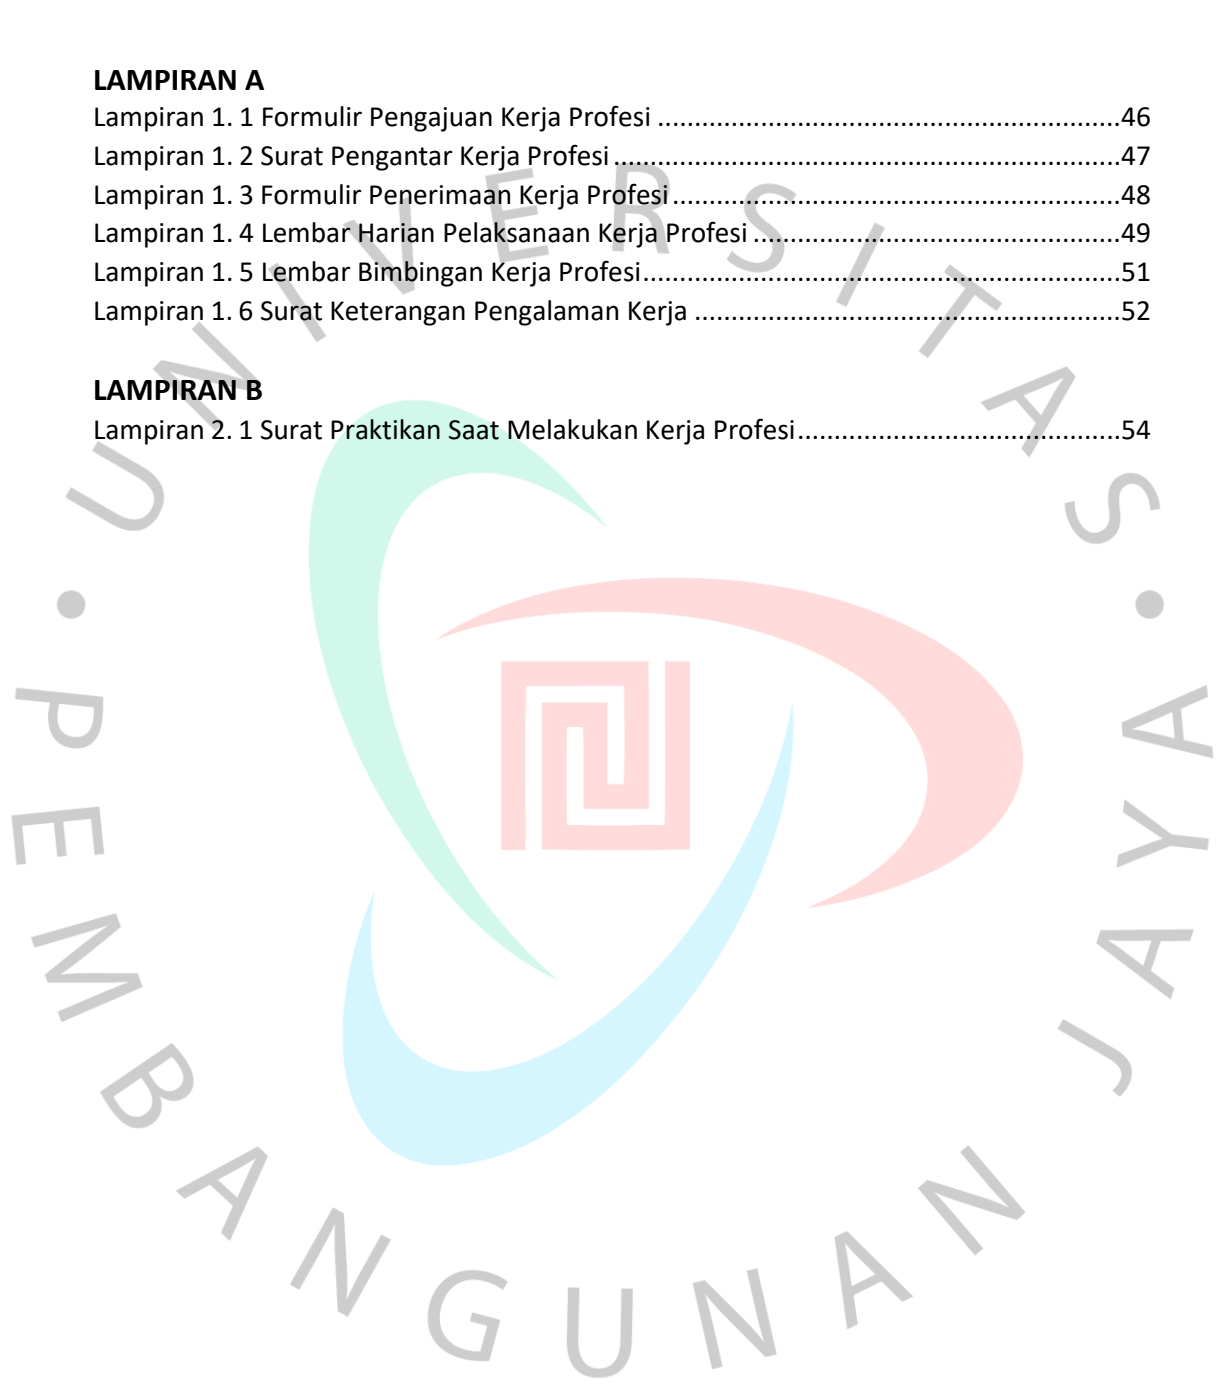 LAMPIRAN A
Lampiran 1. 1 Formulir Pengajuan Kerja Profesi ...............................................................46
Lampiran 1. 2 Surat Pengantar Kerja Profesi .....................................................................47
Lampiran 1. 3 Formulir Penerimaan Kerja Profesi .............................................................48
Lampiran 1. 4 Lembar Harian Pelaksanaan Kerja Profesi ..................................................49
Lampiran 1. 5 Lembar Bimbingan Kerja Profesi.................................................................51
Lampiran 1. 6 Surat Keterangan Pengalaman Kerja ..........................................................52
LAMPIRAN B
Lampiran 2. 1 Surat Praktikan Saat Melakukan Kerja Profesi............................................54
UNIVERSITAS • PEMBANGUNAN JAYA •